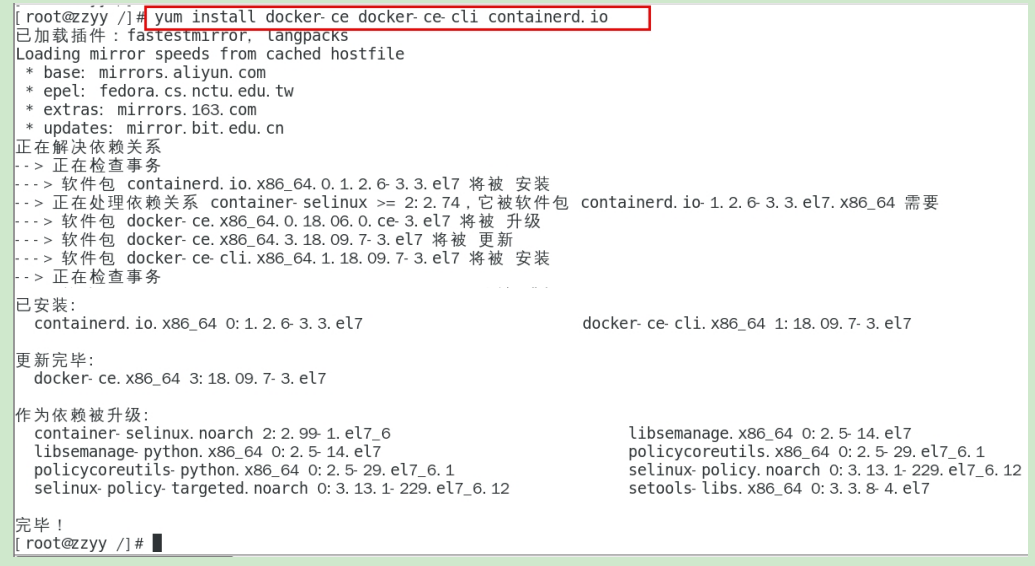 [root@zzyy /]# yum install docker-ce docker-ce-cli containerd.io
已加载插件：fastestmirror, langpacks
Loading mirror speeds from cached hostfile
 * base: mirrors.aliyun.com
 * epel: fedora.cs.nctu.edu.tw
 * extras: mirrors.163.com
 * updates: mirror.bit.edu.cn
正在解决依赖关系
--> 正在检查事务
---> 软件包 containerd.io.x86_64.0.1.2.6-3.3.el7 将被 安装
--> 正在处理依赖关系 container-selinux >= 2:2.74，它被软件包 containerd.io-1.2.6-3.3.el7.x86_64 需要
---> 软件包 docker-ce.x86_64.0.18.06.0.ce-3.el7 将被 升级
---> 软件包 docker-ce.x86_64.3.18.09.7-3.el7 将被 更新
---> 软件包 docker-ce-cli.x86_64.1.18.09.7-3.el7 将被 安装
--> 正在检查事务
已安装:
  containerd.io.x86_64 0:1.2.6-3.3.el7    docker-ce-cli.x86_64 1:18.09.7-3.el7
更新完毕:
  docker-ce.x86_64 3:18.09.7-3.el7
作为依赖被升级:
  container-selinux.noarch 2:2.99-1.el7_6    libsemanage.x86_64 0:2.5-14.el7
  libsemanage-python.x86_64 0:2.5-14.el7    policycoreutils.x86_64 0:2.5-29.el7_6.1
  policycoreutils-python.x86_64 0:2.5-29.el7_6.1    selinux-policy.noarch 0:3.13.1-229.el7_6.12
  selinux-policy-targeted.noarch 0:3.13.1-229.el7_6.12    setools-libs.x86_64 0:3.3.8-4.el7
完毕！
[root@zzyy /]#